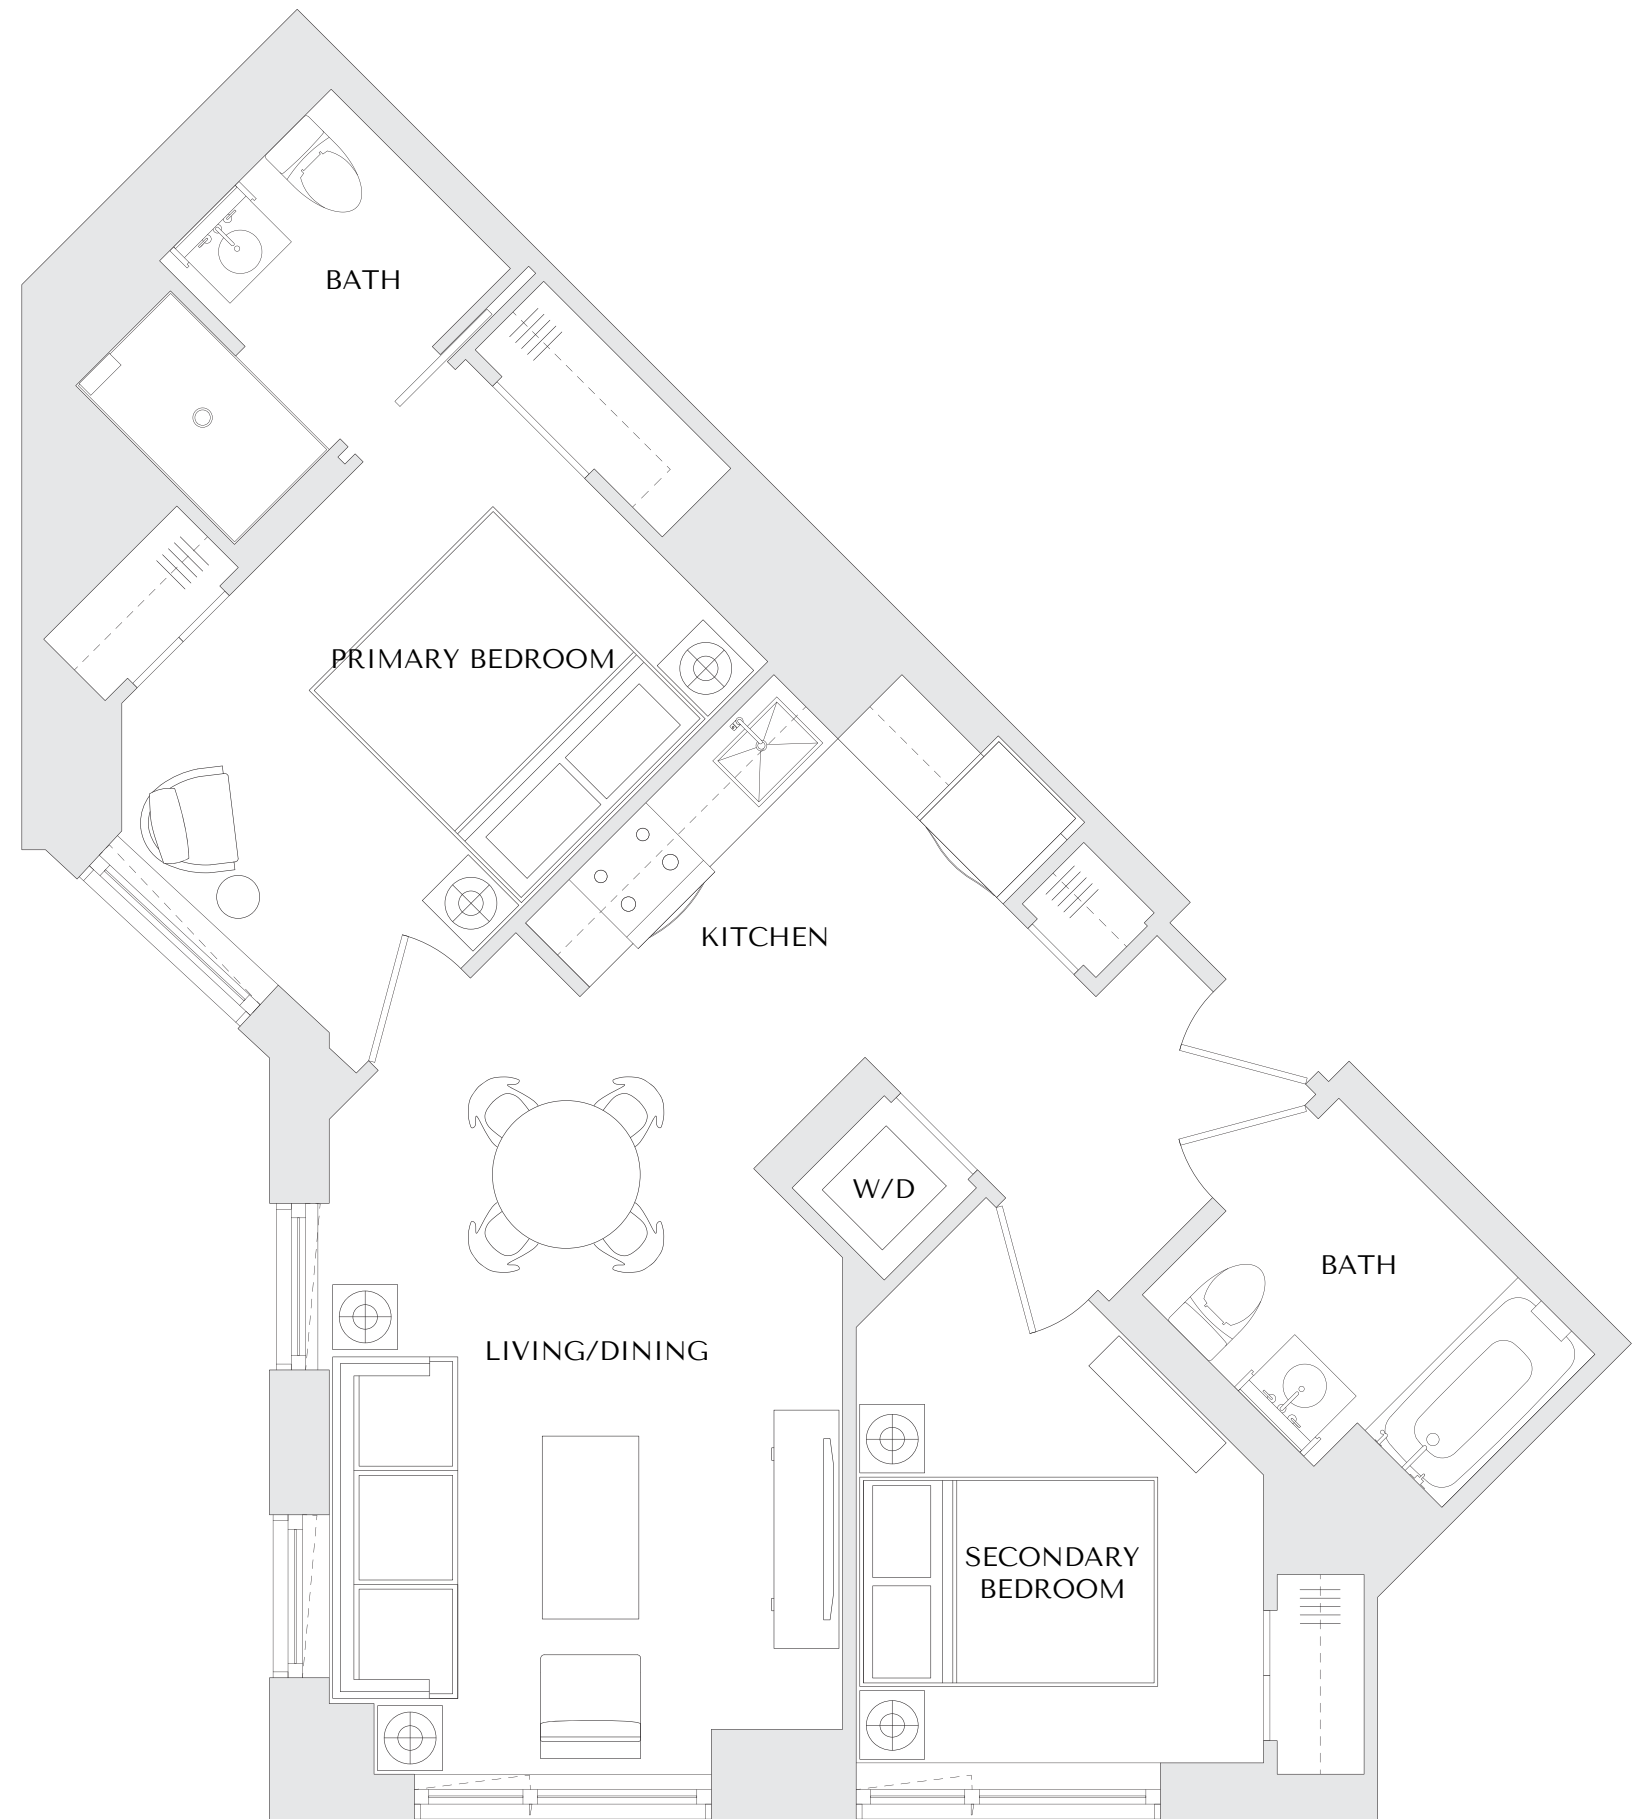 BATH
PRIMARY BEDROOM
KITCHEN
W/D
BATH
LIVING/DINING
SECONDARY
BEDROOM